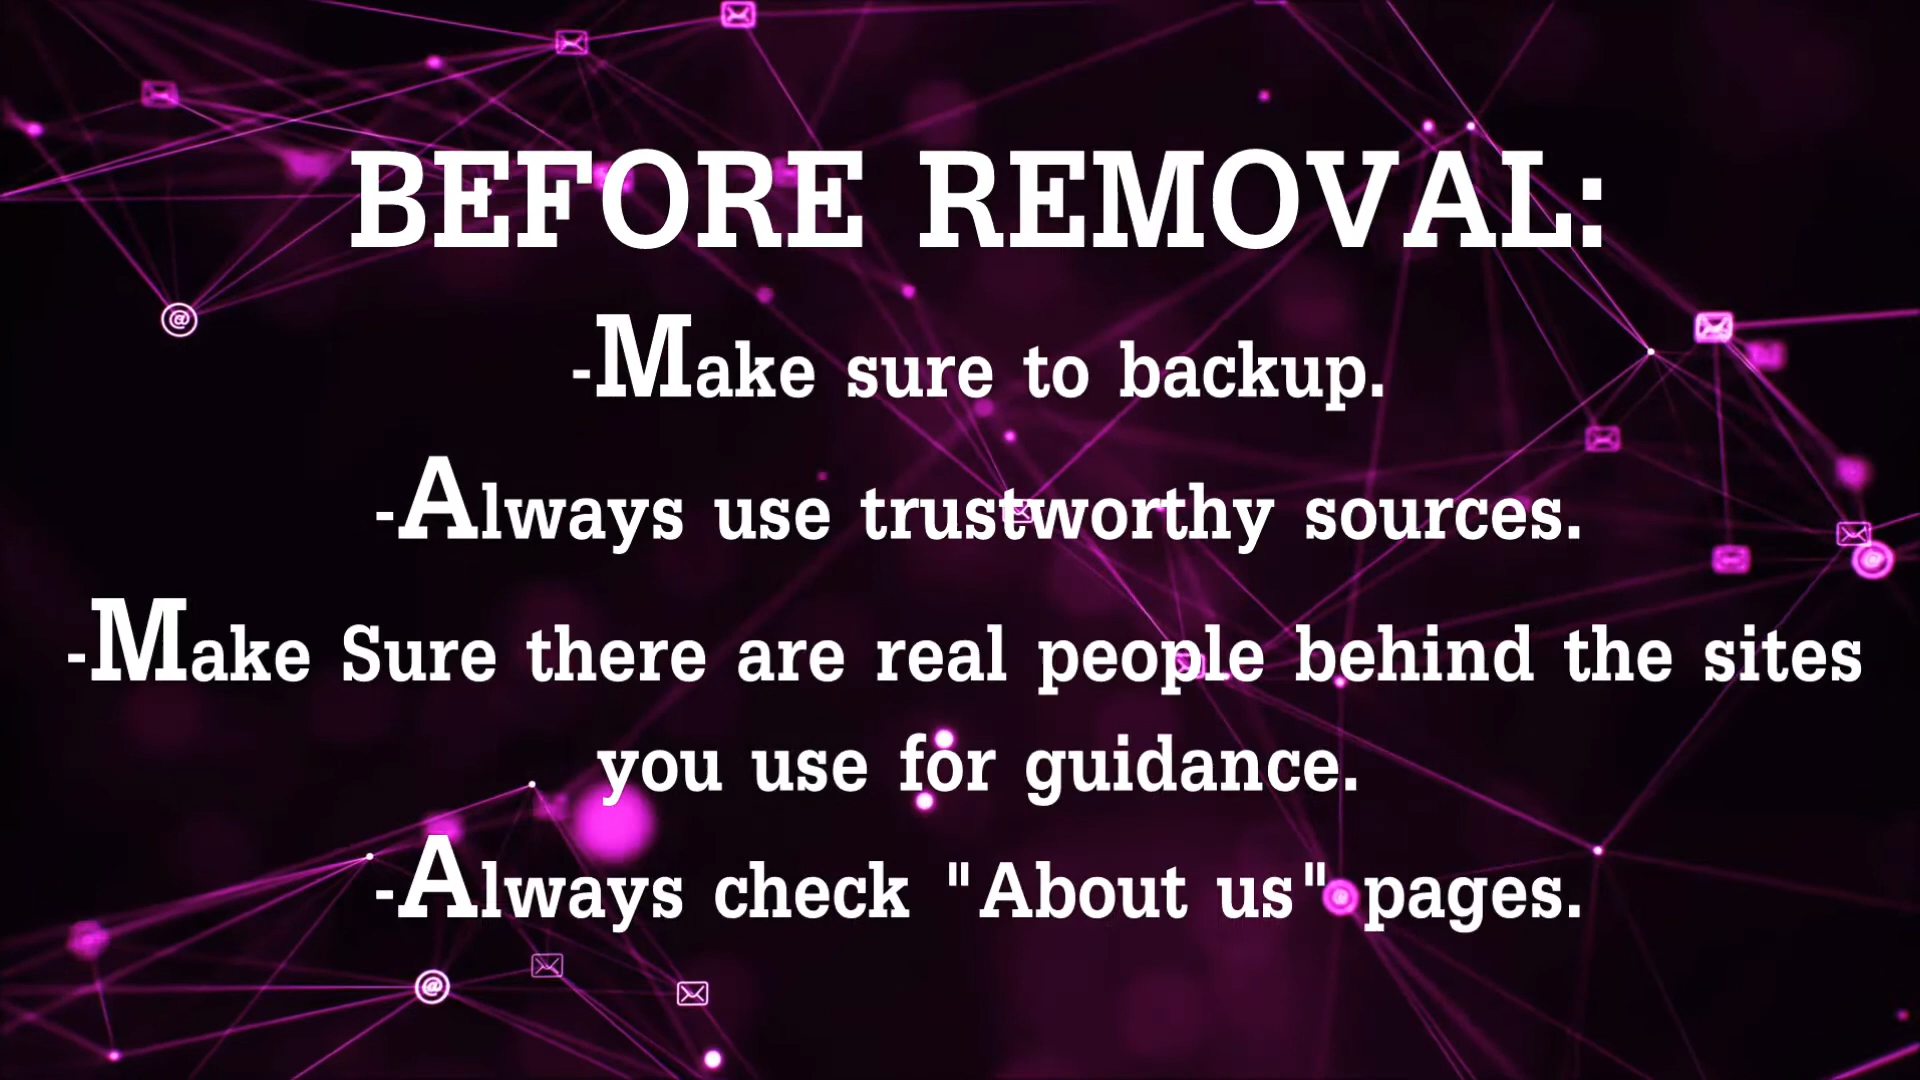 BEFORE REMOVAL:
-Make sure to backup.
-Always use trustworthy sources.
-Make Sure there are real people behind the sites
you use for guidance.
-Always check "About us" pages.